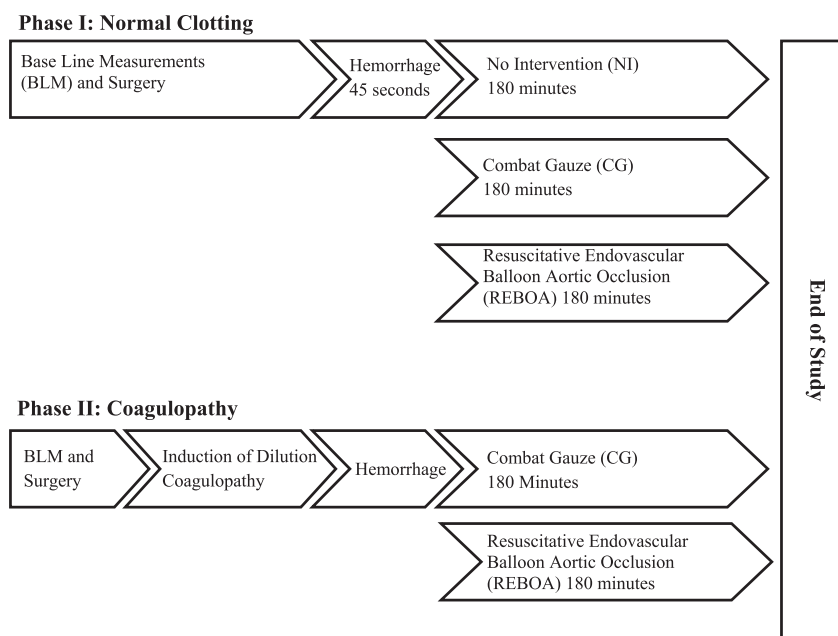 Phase I: Normal Clotting
Base Line Measurements
(BLM) and Surgery
Hemorrhage
45 seconds
No Intervention (NI)
180 minutes
Combat Gauze (CG)
180 minutes
Resuscitative Endovascular
Balloon Aortic Occlusion
(REBOA) 180 minutes
End of Study
Phase II: Coagulopathy
BLM and
Surgery
Induction of Dilution
Coagulopathy
Hemorrhage
Combat Gauze (CG)
180 Minutes
Resuscitative Endovascular
Balloon Aortic Occlusion
(REBOA) 180 minutes